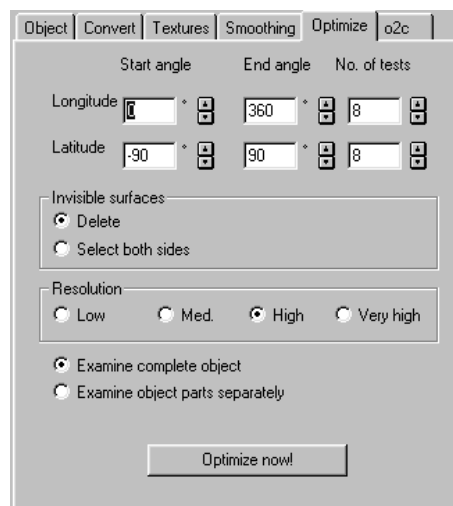 Object Convert Textures Smoothing Optimize o2c
Start angle End angle No. of tests
Longitude 0 ° 360 ° 8
Latitude -90 ° 90 ° 8
Invisible surfaces
Delete
Select both sides
Resolution
Low Med. High Very high
Examine complete object
Examine object parts separately
Optimize now!